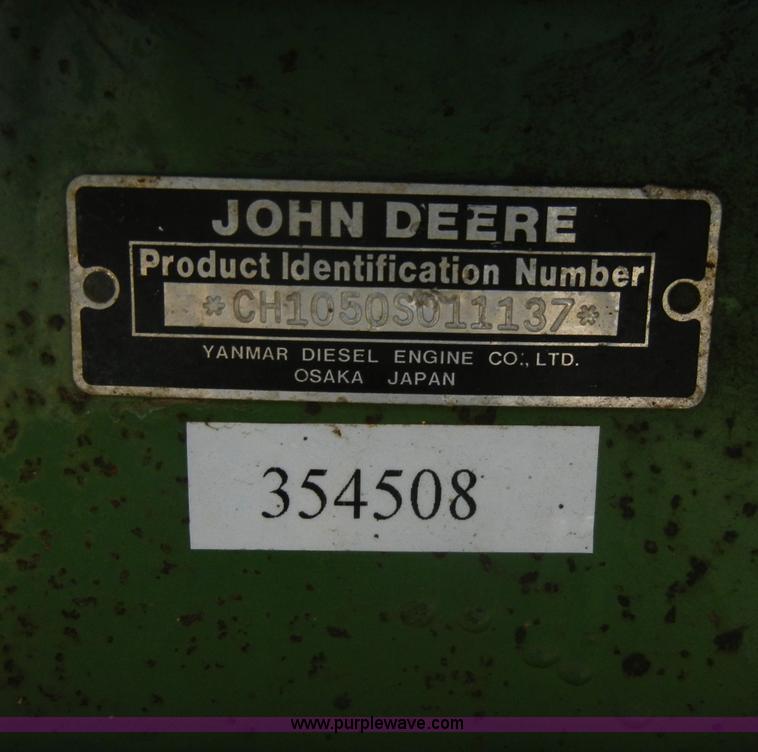 JOHN DEERE
Product Identification Number
*CH1050S011137*
YANMAR DIESEL ENGINE CO., LTD.
OSAKA JAPAN
354508
www.purplewave.com